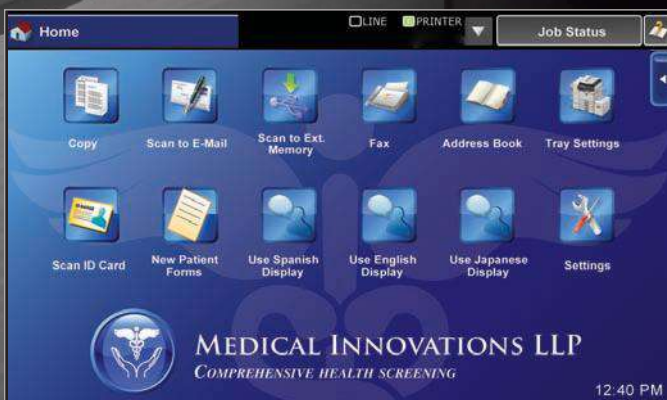 Home
LINE
PRINTER
Job Status
Copy
Scan to E-Mail
Scan to Ext.
Memory
Fax
Address Book
Tray Settings
Scan ID Card
New Patient
Forms
Use Spanish
Display
Use English
Display
Use Japanese
Display
Settings
MEDICAL INNOVATIONS LLP
COMPREHENSIVE HEALTH SCREENING
12:40 PM